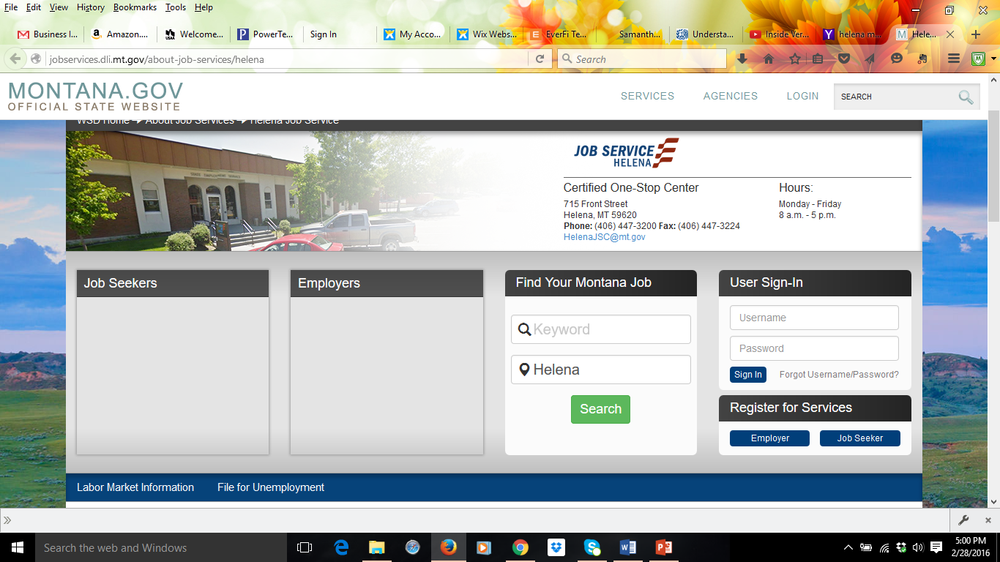 File Edit View History Bookmarks Tools Help
Business I... Amazon.... Welcome... PowerTe... Sign In My Acco... Wix Webs... EverFi Te... Samanth... Understa... Inside Ver... helena m... Hele...
jobservices.dli.mt.gov/about-job-services/helena
Search
MONTANA.GOV
OFFICIAL STATE WEBSITE
SERVICES AGENCIES LOGIN SEARCH
WSD Home → About Job Services → Helena Job Service
JOB SERVICE
HELENA
Certified One-Stop Center
715 Front Street
Helena, MT 59620
Phone: (406) 447-3200 Fax: (406) 447-3224
HelenaJSC@mt.gov
Hours:
Monday - Friday
8 a.m. - 5 p.m.
Job Seekers
Employers
Find Your Montana Job
Keyword
Helena
Search
User Sign-In
Username
Password
Sign In Forgot Username/Password?
Register for Services
Employer Job Seeker
Labor Market Information File for Unemployment
Search the web and Windows
5:00 PM
2/28/2016